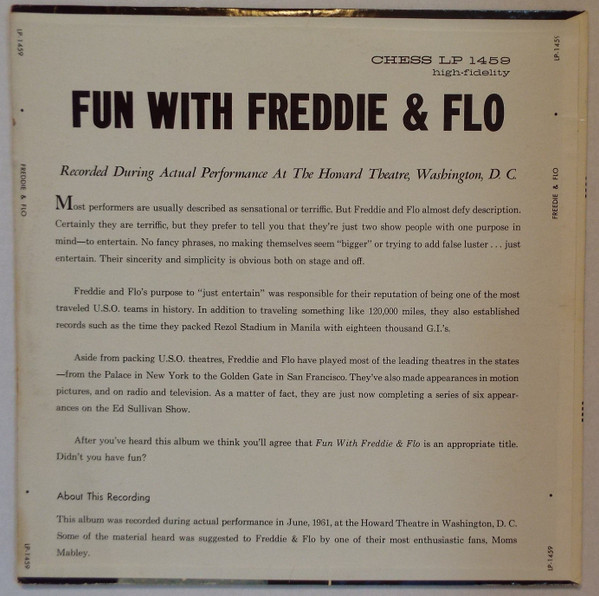 LP-1459
LP-1459
CHESS LP 1459
high-fidelity
FUN WITH FREDDIE & FLO
Recorded During Actual Performance At The Howard Theatre, Washington, D. C.
Most performers are usually described as sensational or terriffic. But Freddie and Flo almost defy description.
Certainly they are terriffic, but they prefer to tell you that they're just two show people with one purpose in
mind—to entertain. No fancy phrases, no making themselves seem "bigger" or trying to add false luster . . . just
entertain. Their sincerity and simplicity is obvious both on stage and off.
Freddie and Flo's purpose to "just entertain" was responsible for their reputation of being one of the most
traveled U.S.O. teams in history. In addition to traveling something like 120,000 miles, they also established
records such as the time they packed Rezol Stadium in Manila with eighteen thousand G.I.'s.
Aside from packing U.S.O. theatres, Freddie and Flo have played most of the leading theatres in the states
—from the Palace in New York to the Golden Gate in San Francisco. They've also made appearances in motion
pictures, and on radio and television. As a matter of fact, they are just now completing a series of six appear-
ances on the Ed Sullivan Show.
After you've heard this album we think you'll agree that Fun With Freddie & Flo is an appropriate title.
Didn't you have fun?
About This Recording
This album was recorded during actual performance in June, 1961, at the Howard Theatre in Washington, D. C.
Some of the material heard was suggested to Freddie & Flo by one of their most enthusiastic fans, Moms
Mabley.
FREDDIE & FLO
FREEDIE & FLO
LP-1459
LP-1459